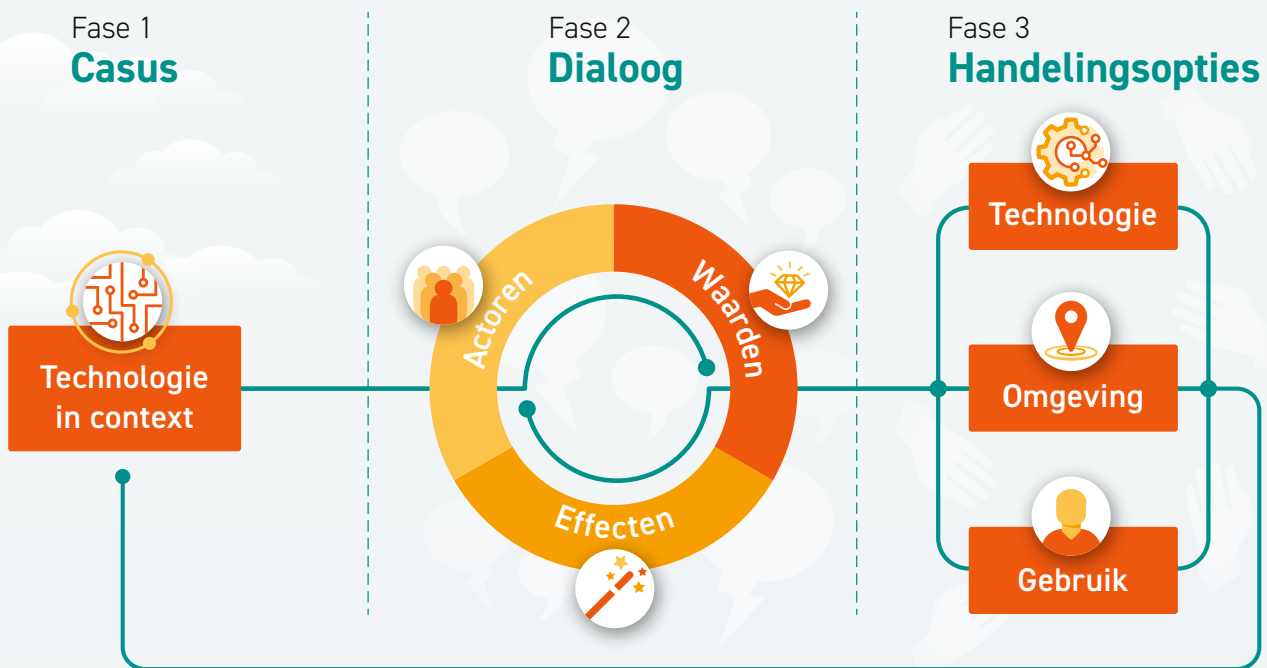 Fase 1
Casus
Technologie
in context
Fase 2
Dialoog
Actoren
Waarden
Effecten
Fase 3
Handelingsopties
Technologie
Omgeving
Gebruik